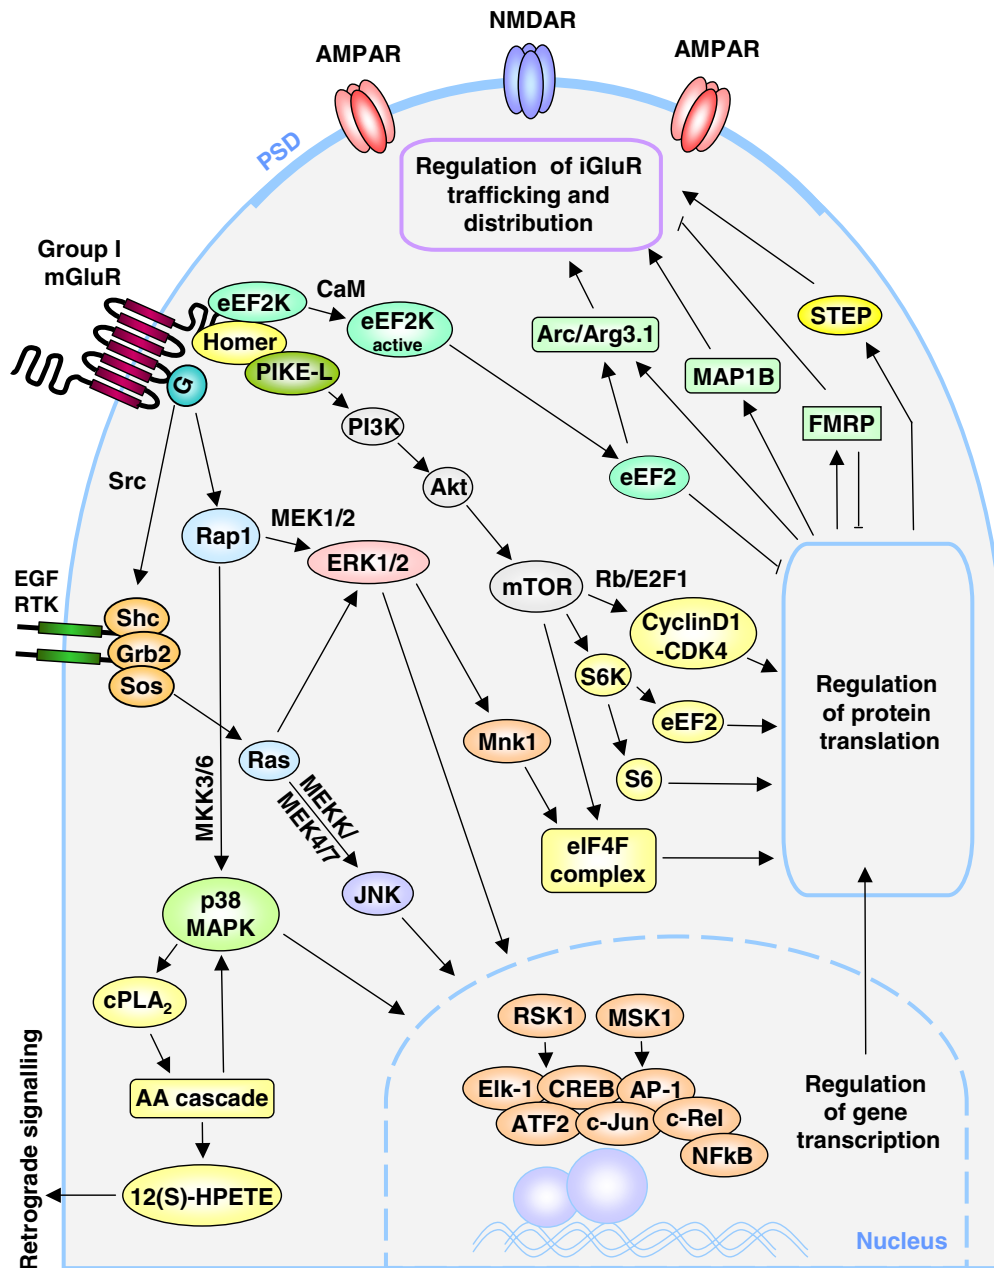 NMDAR
AMPAR
AMPAR
PSD
Regulation of iGluR
trafficking and
distribution
Group I
mGluR
eEF2K
CaM
eEF2K
active
Homer
PIKE-L
G
Arc/Arg3.1
STEP
MAP1B
FMRP
PI3K
Akt
eEF2
Src
Rap1
MEK1/2
ERK1/2
mTOR
Rb/E2F1
EGF
RTK
Shc
Grb2
Sos
CyclinD1
-CDK4
S6K
eEF2
S6
Regulation
of protein
translation
Ras
Mnk1
MKK3/6
MEKK/
MEK4/7
eIF4F
complex
JNK
p38
MAPK
cPLA2
AA cascade
12(S)-HPETE
Retrograde signalling
RSK1
MSK1
Elk-1
CREB
AP-1
ATF2
c-Jun
c-Rel
NFkB
Regulation
of gene
transcription
Nucleus